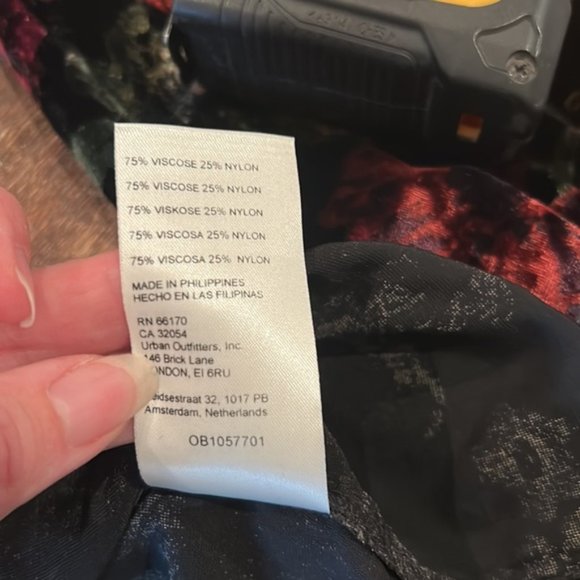 75% VISCOSE 25% NYLON
75% VISCOSE 25% NYLON
75% VISKOSE 25% NYLON
75% VISCOSA 25% NYLON
75% VISCOSA 25% NYLON
MADE IN PHILIPPINES
HECHO EN LAS FILIPINAS
RN 66170
CA 32054
Urban Outfitters, Inc.
146 Brick Lane
LONDON, EI 6RU
32, 1017 PB
Amsterdam, Netherlands
OB1057701